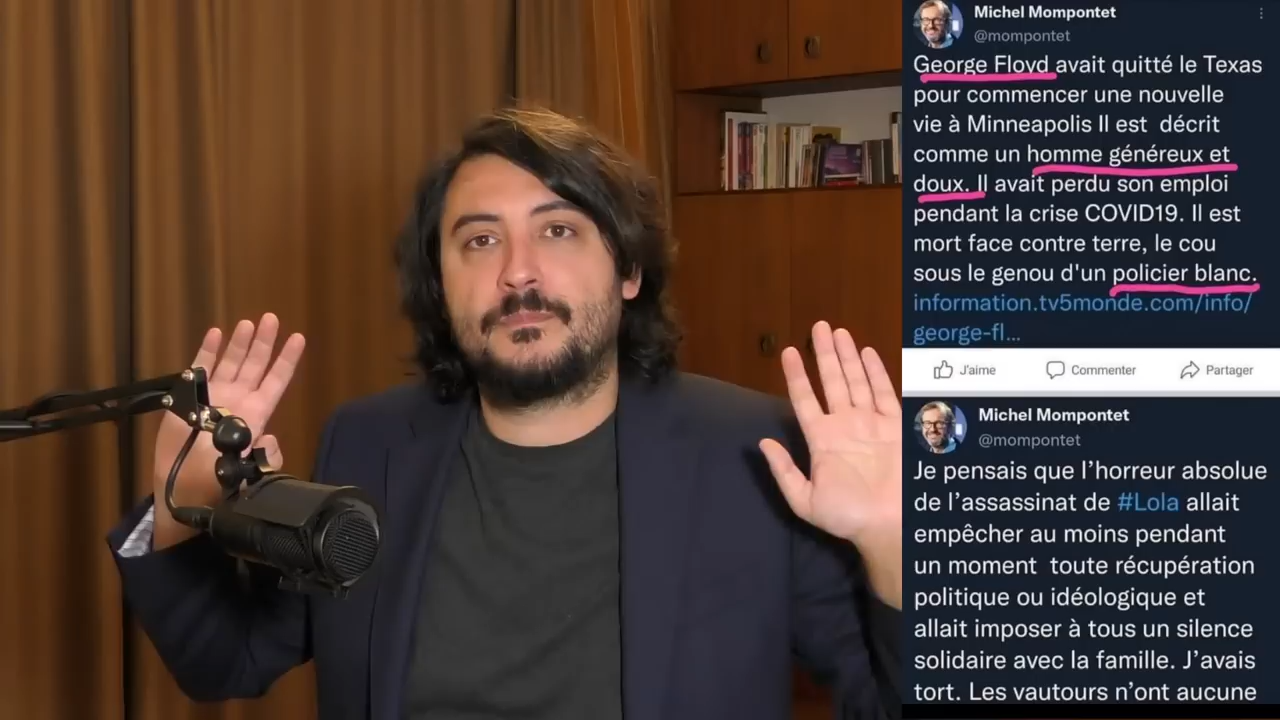 Michel Mompontet
@mompontet
George Floyd avait quitté le Texas
pour commencer une nouvelle
vie à Minneapolis Il est décrit
comme un homme généreux et
doux. Il avait perdu son emploi
pendant la crise COVID19. Il est
mort face contre terre, le cou
sous le genou d'un policier blanc.
information.tv5monde.com/info/
george-fl...
J'aime Commenter Partager
Michel Mompontet
@mompontet
Je pensais que l'horreur absolue
de l'assassinat de #Lola allait
empêcher au moins pendant
un moment toute récupération
politique ou idéologique et
allait imposer à tous un silence
solidaire avec la famille. J'avais
tort. Les vautours n'ont aucune